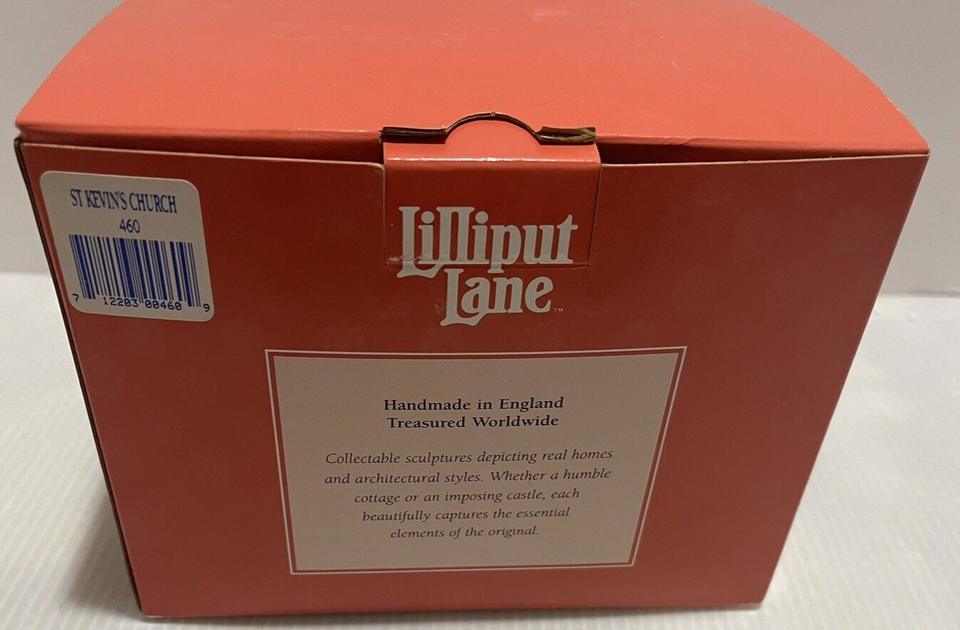 ST KEVIN'S CHURCH
460
7 12203 00460 9
Lilliput
Lane™
Handmade in England
Treasured Worldwide
Collectable sculptures depicting real homes
and architectural styles. Whether a humble
cottage or an imposing castle, each
beautifully captures the essential
elements of the original.